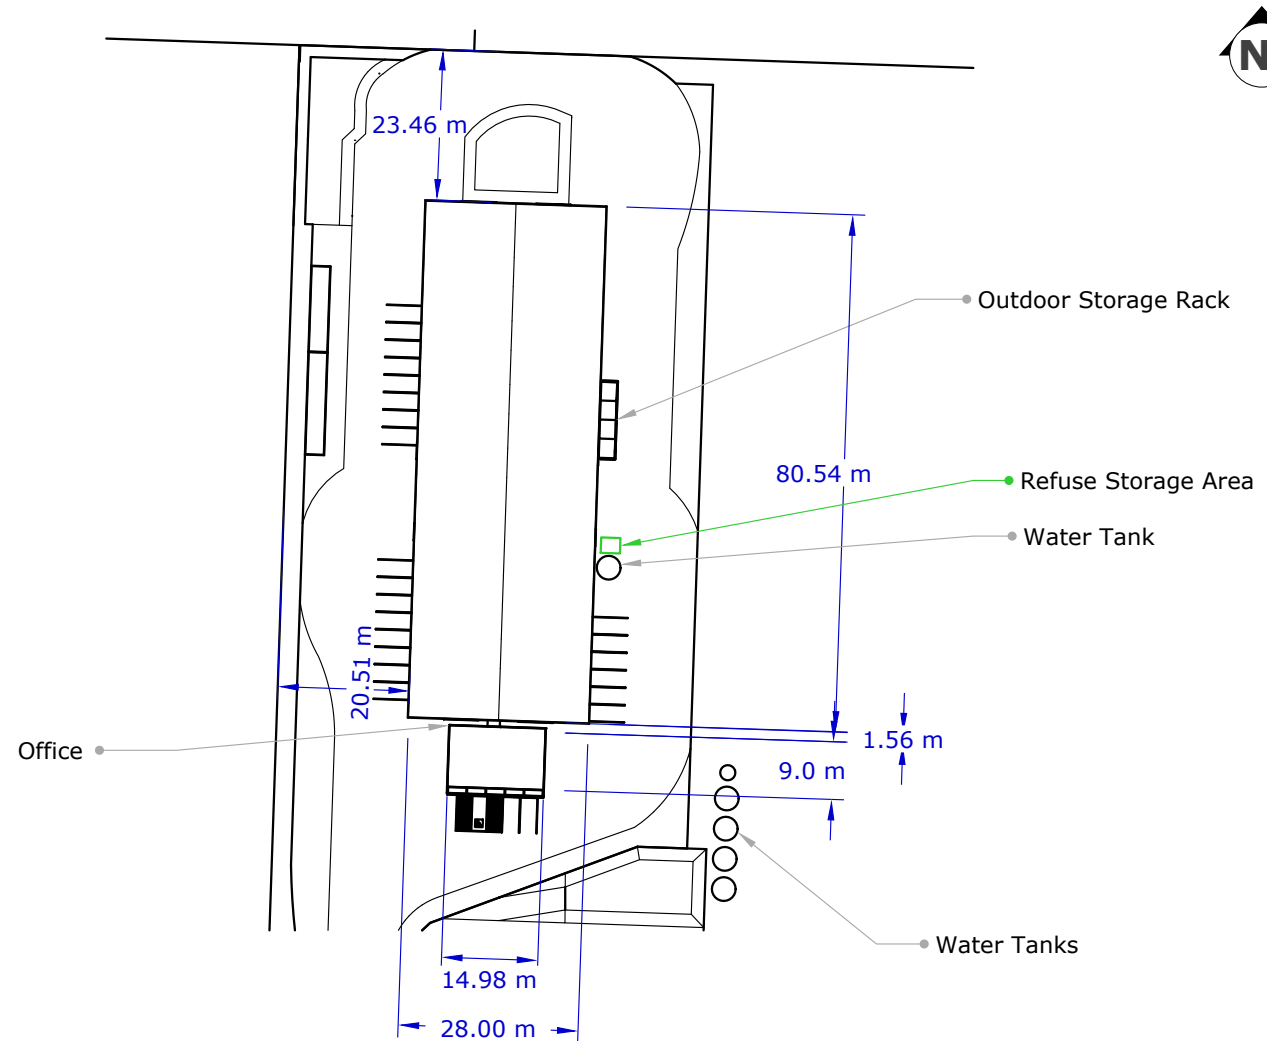 N
23.46 m
Outdoor Storage Rack
80.54 m
Refuse Storage Area
Water Tank
20.51 m
1.56 m
Office
9.0 m
Water Tanks
14.98 m
28.00 m